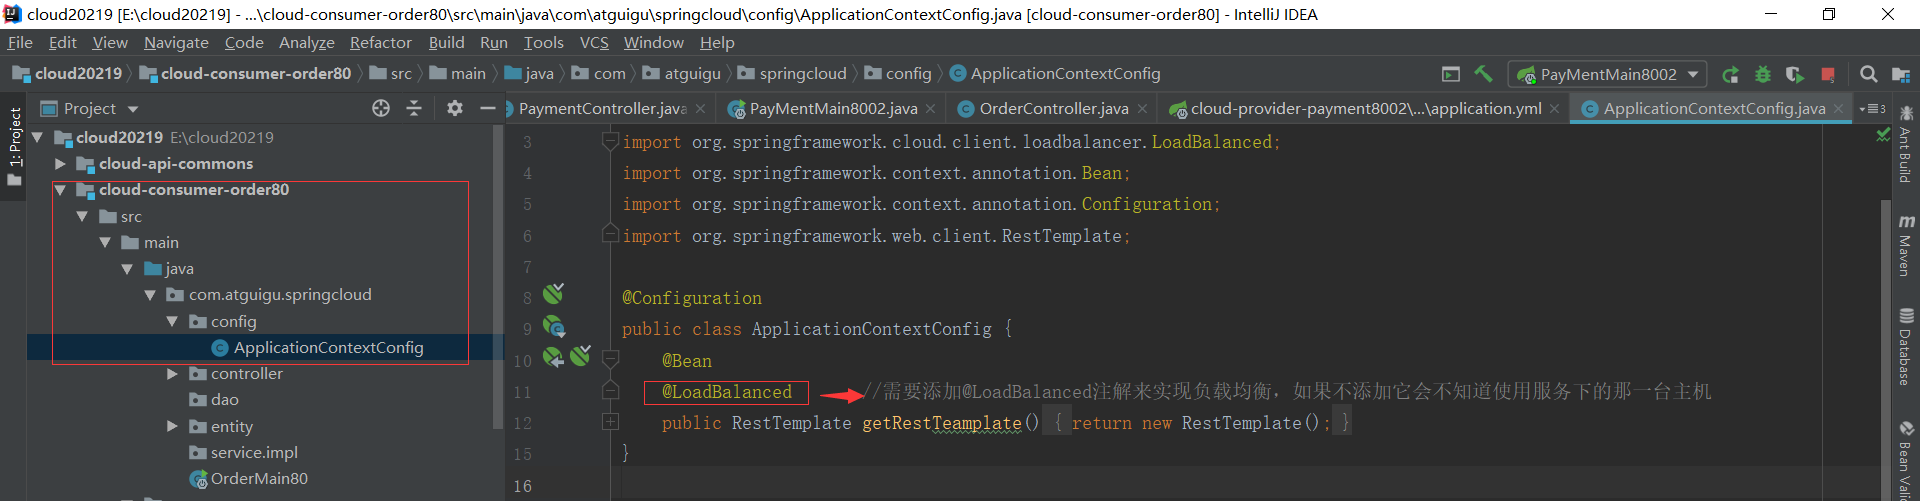 cloud20219 [E:\cloud20219] - ...\cloud-consumer-order80\src\main\java\com\atguigu\springcloud\config\ApplicationContextConfig.java [cloud-consumer-order80] - IntelliJ IDEA
File Edit View Navigate Code Analyze Refactor Build Run Tools VCS Window Help
cloud20219 cloud-consumer-order80 src main java com atguigu springcloud config ApplicationContextConfig PayMentMain8002
Project
PaymentController.java PayMentMain8002.java OrderController.java cloud-provider-payment8002\...\application.yml ApplicationContextConfig.java 3
1: Project
cloud20219 E:\cloud20219
cloud-api-commons
cloud-consumer-order80
src
main
java
com.atguigu.springcloud
config
ApplicationContextConfig
controller
dao
entity
service.impl
OrderMain80
3 import org.springframework.cloud.client.loadbalancer.LoadBalanced;
4 import org.springframework.context.annotation.Bean;
5 import org.springframework.context.annotation.Configuration;
6 import org.springframework.web.client.RestTemplate;
7
8 @Configuration
9 public class ApplicationContextConfig {
10 @Bean
11 @LoadBalanced //需要添加@LoadBalanced注解来实现负载均衡，如果不添加它会不知道使用服务下的那一台主机
12 public RestTemplate getRestTeamplate() { return new RestTemplate(); }
15 }
16
Ant Build
Maven
Database
Bean Vali